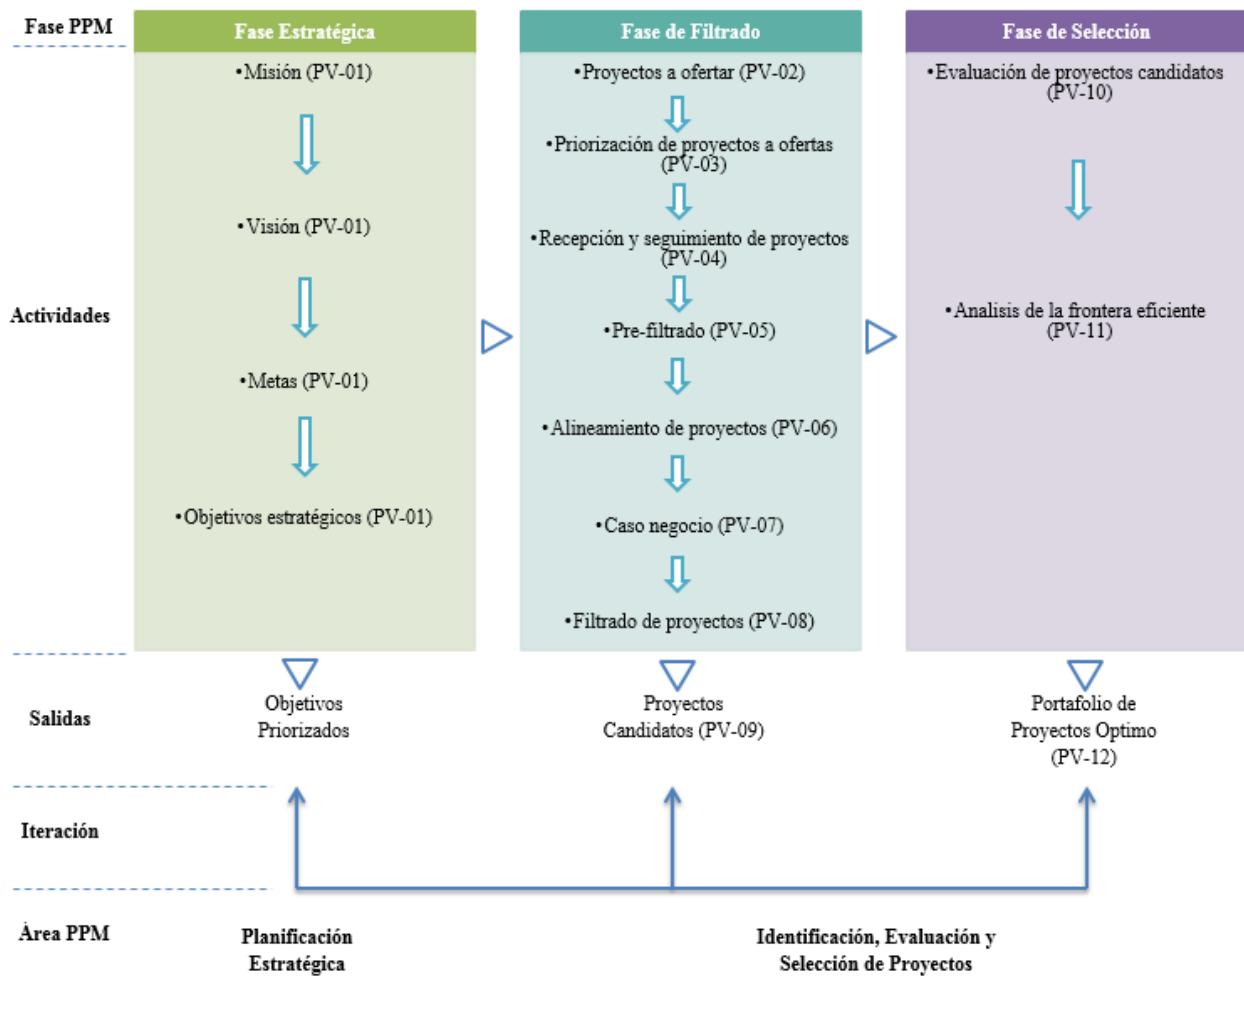 Fase PPM
Fase Estratégica
Fase de Filtrado
Fase de Selección
Actividades
•Misión (PV-01)
•Visión (PV-01)
•Metas (PV-01)
•Objetivos estratégicos (PV-01)
•Proyectos a ofertar (PV-02)
•Priorización de proyectos a ofertas
(PV-03)
•Recepción y seguimiento de proyectos
(PV-04)
•Pre-filtrado (PV-05)
•Alineamiento de proyectos (PV-06)
•Caso negocio (PV-07)
•Filtrado de proyectos (PV-08)
•Evaluación de proyectos candidatos
(PV-10)
•Analisis de la frontera eficiente
(PV-11)
Salidas
Objetivos
Priorizados
Proyectos
Candidatos (PV-09)
Portafolio de
Proyectos Optimo
(PV-12)
Iteración
Área PPM
Planificación
Estratégica
Identificación, Evaluación y
Selección de Proyectos